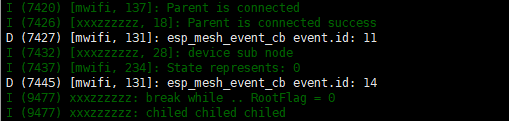 I (7420) [mwifi, 137]: Parent is connected
I (7426) [xxxzzzzzz, 18]: Parent is connected success
D (7427) [mwifi, 131]: esp_mesh_event_cb event.id: 11
I (7432) [xxxzzzzzz, 28]: device sub node
I (7437) [mwifi, 234]: State represents: 0
D (7445) [mwifi, 131]: esp_mesh_event_cb event.id: 14
I (9477) xxxzzzzzz: break while .. RootFlag = 0
I (9477) xxxzzzzzz: chiled chiled chiled